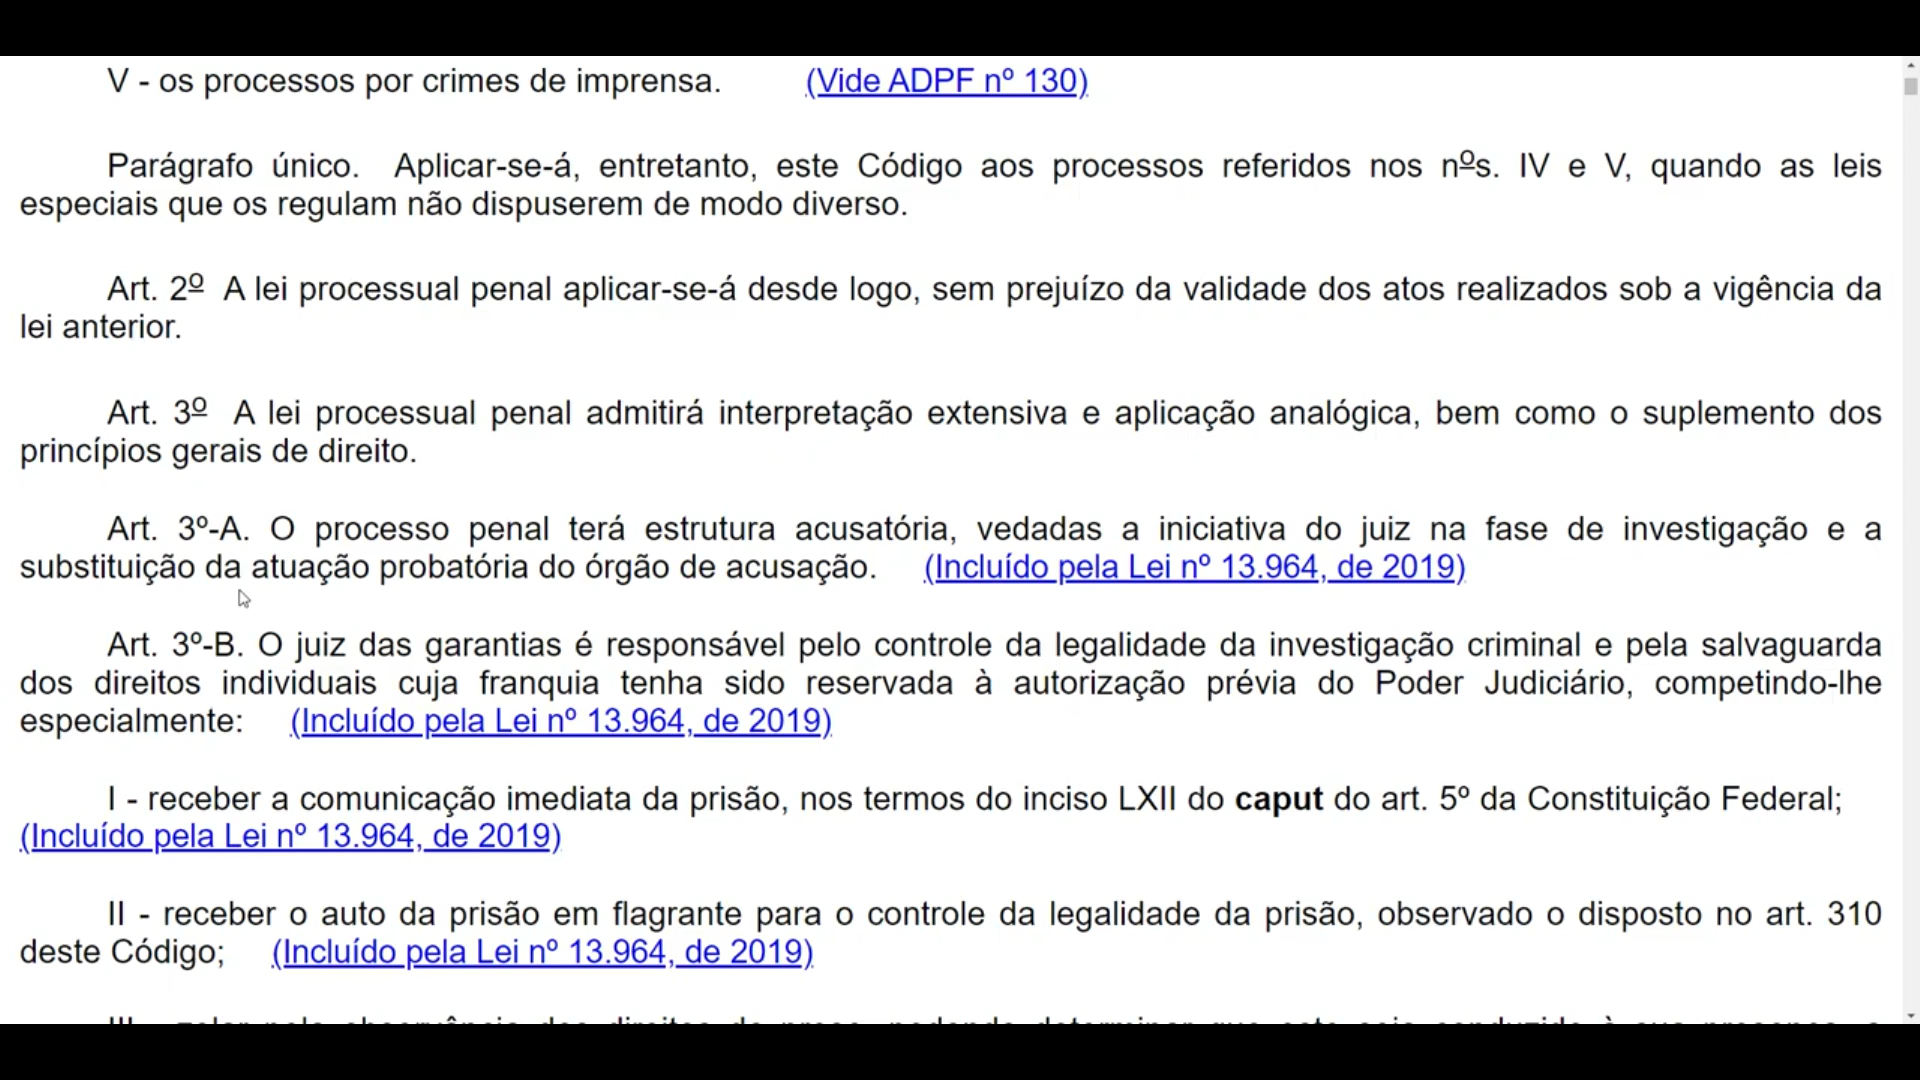 V - os processos por crimes de imprensa. (Vide ADPF nº 130)
Parágrafo único. Aplicar-se-á, entretanto, este Código aos processos referidos nos nºs. IV e V, quando as leis
especiais que os regulam não dispuserem de modo diverso.
Art. 2º A lei processual penal aplicar-se-á desde logo, sem prejuízo da validade dos atos realizados sob a vigência da
lei anterior.
Art. 3º A lei processual penal admitirá interpretação extensiva e aplicação analógica, bem como o suplemento dos
princípios gerais de direito.
Art. 3º-A. O processo penal terá estrutura acusatória, vedadas a iniciativa do juiz na fase de investigação e a
substituição da atuação probatória do órgão de acusação. (Incluído pela Lei nº 13.964, de 2019)
Art. 3º-B. O juiz das garantias é responsável pelo controle da legalidade da investigação criminal e pela salvaguarda
dos direitos individuais cuja franquia tenha sido reservada à autorização prévia do Poder Judiciário, competindo-lhe
especialmente: (Incluído pela Lei nº 13.964, de 2019)
I - receber a comunicação imediata da prisão, nos termos do inciso LXII do caput do art. 5º da Constituição Federal;
(Incluído pela Lei nº 13.964, de 2019)
II - receber o auto da prisão em flagrante para o controle da legalidade da prisão, observado o disposto no art. 310
deste Código; (Incluído pela Lei nº 13.964, de 2019)